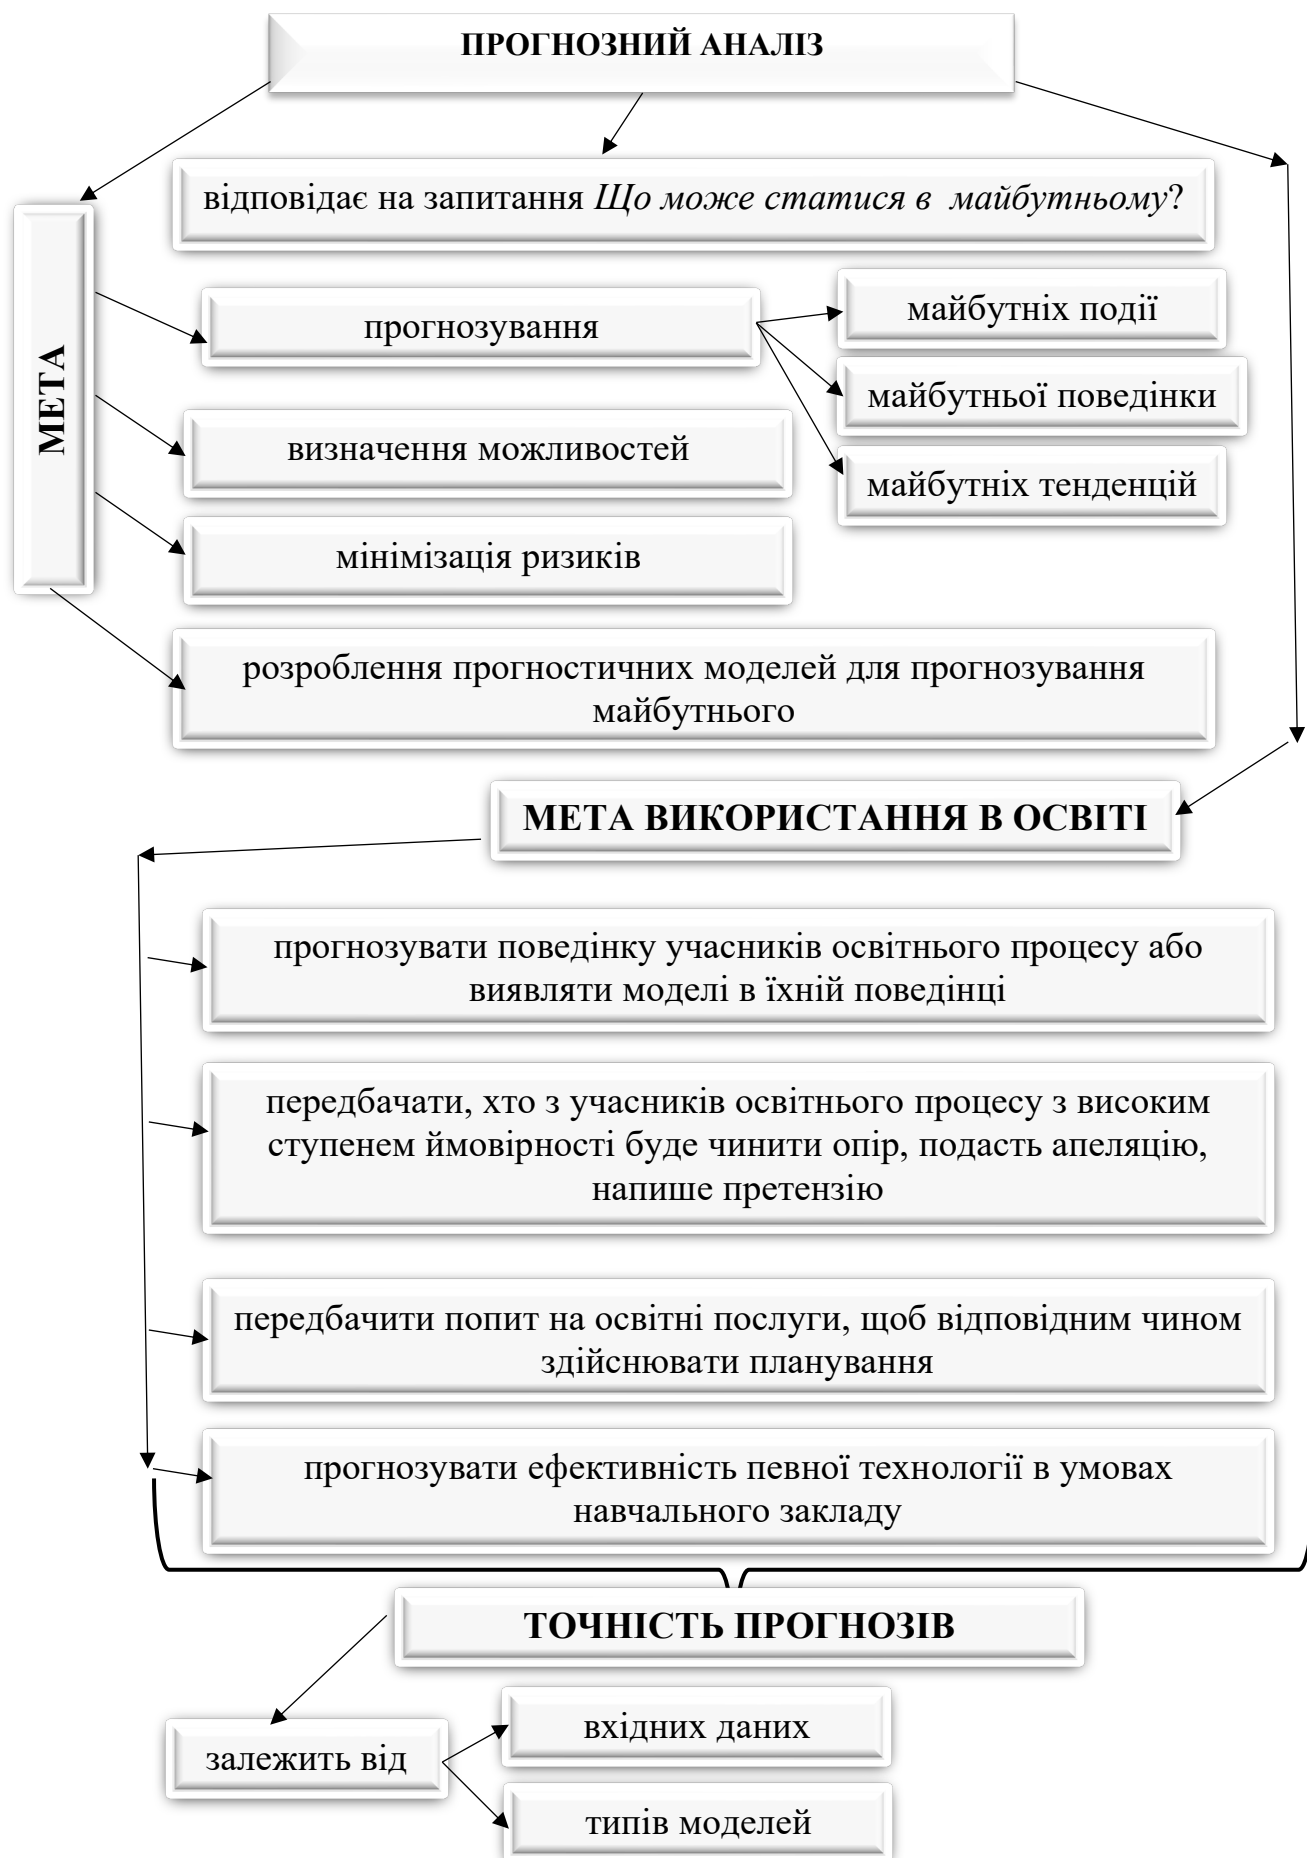 ПРОГНОЗНИЙ АНАЛІЗ
відповідає на запитання Що може статися в майбутньому?
МЕТА
прогнозування
майбутніх події
майбутньої поведінки
майбутніх тенденцій
визначення можливостей
мінімізація ризиків
розроблення прогностичних моделей для прогнозування
майбутнього
МЕТА ВИКОРИСТАННЯ В ОСВІТІ
прогнозувати поведінку учасників освітнього процесу або
виявляти моделі в їхній поведінці
передбачати, хто з учасників освітнього процесу з високим
ступенем ймовірності буде чинити опір, подасть апеляцію,
напише претензію
передбачити попит на освітні послуги, щоб відповідним чином
здійснювати планування
прогнозувати ефективність певної технології в умовах
навчального закладу
ТОЧНІСТЬ ПРОГНОЗІВ
залежить від
вхідних даних
типів моделей